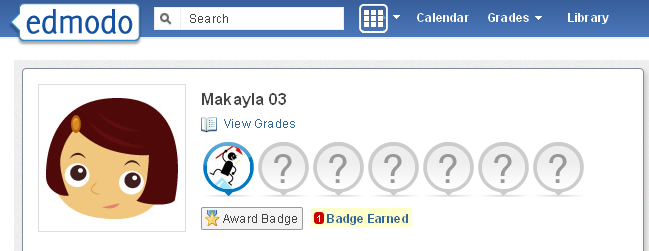 edmodo Search Calendar Grades Library
Makayla 03
View Grades
? ? ? ? ? ?
Award Badge 1 Badge Earned